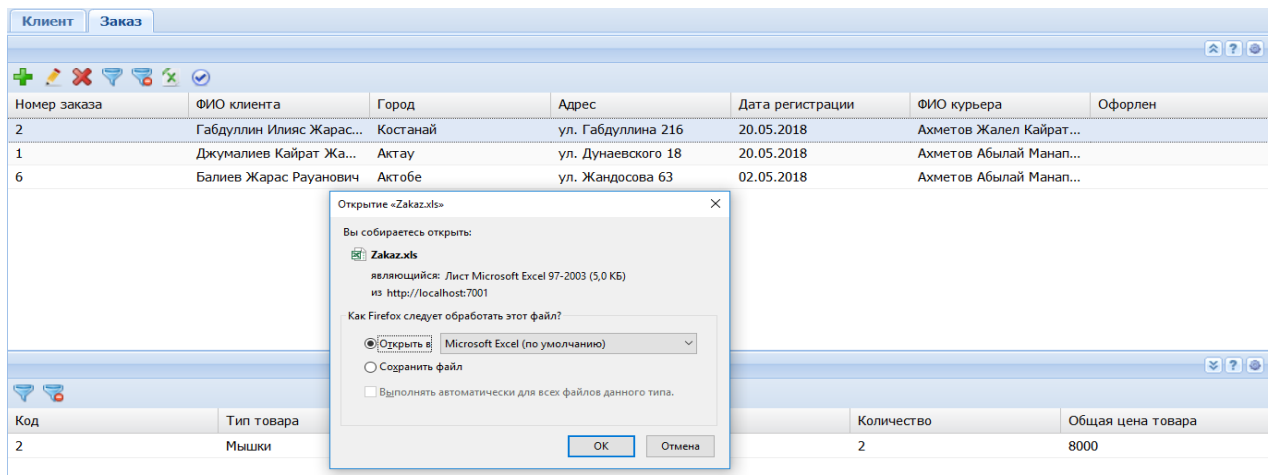 Клиент Заказ
Номер заказа ФИО клиента Город Адрес Дата регистрации ФИО курьера Офорлен
2 Габдуллин Илияс Жарас... Костанай ул. Габдуллина 216 20.05.2018 Ахметов Жалел Кайрат...
1 Джумалиев Кайрат Жа... Актау ул. Дунаевского 18 20.05.2018 Ахметов Абылай Манап...
6 Балиев Жарас Рауанович Актобе ул. Жандосова 63 02.05.2018 Ахметов Абылай Манап...
Открытие «Zakaz.xls»
Вы собираетесь открыть:
Zakaz.xls
являющийся: Лист Microsoft Excel 97-2003 (5,0 КБ)
из http://localhost:7001
Как Firefox следует обработать этот файл?
Открыть в Microsoft Excel (по умолчанию)
Сохранить файл
Выполнять автоматически для всех файлов данного типа.
ОК Отмена
Код Тип товара Количество Общая цена товара
2 Мышки 2 8000